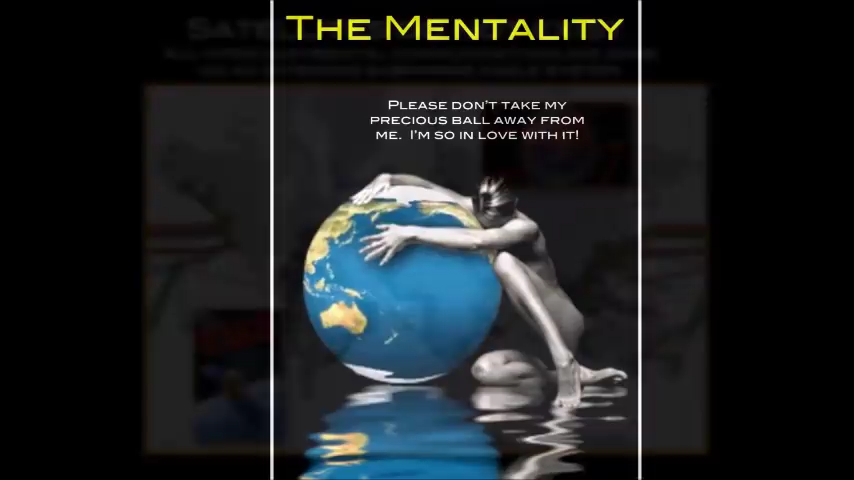 The Mentality
Please don't take my
precious ball away from
me. I'm so in love with it!